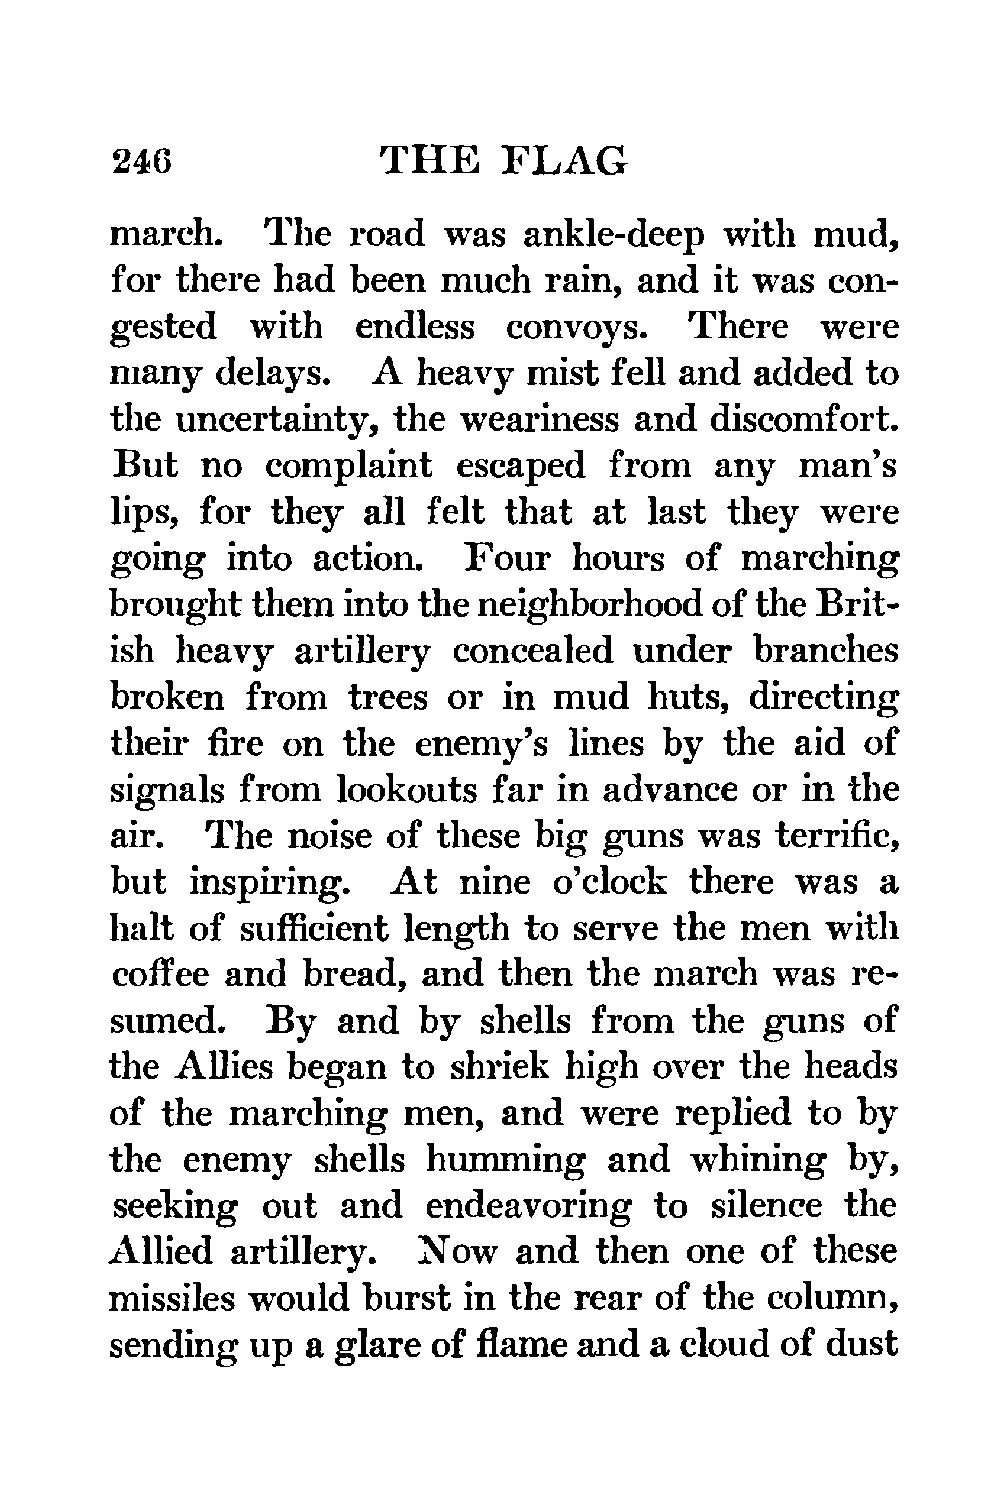 246 THE FLAG
march. The road was ankle-deep with mud,
for there had been much rain, and it was con-
gested with endless convoys. There were
many delays. A heavy mist fell and added to
the uncertainty, the weariness and discomfort.
But no complaint escaped from any man's
lips, for they all felt that at last they were
going into action. Four hours of marching
brought them into the neighborhood of the Brit-
ish heavy artillery concealed under branches
broken from trees or in mud huts, directing
their fire on the enemy's lines by the aid of
signals from lookouts far in advance or in the
air. The noise of these big guns was terrific,
but inspiring. At nine o'clock there was a
halt of sufficient length to serve the men with
coffee and bread, and then the march was re-
sumed. By and by shells from the guns of
the Allies began to shriek high over the heads
of the marching men, and were replied to by
the enemy shells humming and whining by,
seeking out and endeavoring to silence the
Allied artillery. Now and then one of these
missiles would burst in the rear of the column,
sending up a glare of flame and a cloud of dust